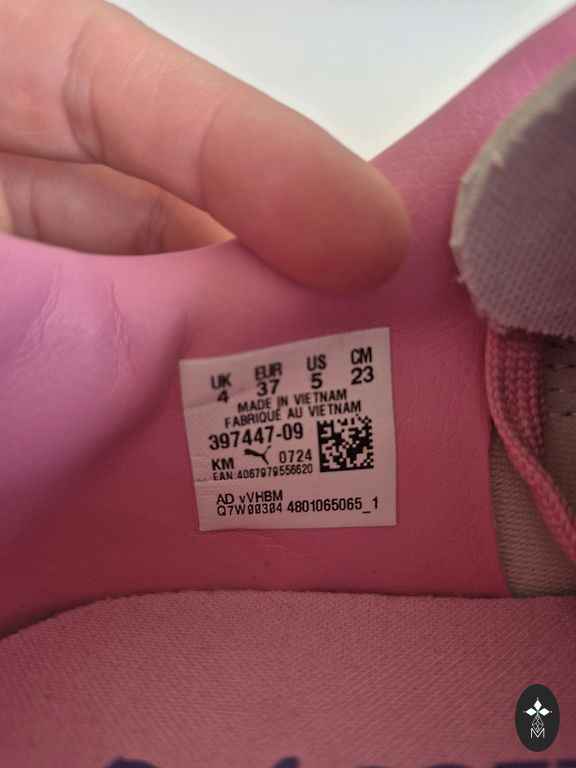 UK EUR US CM
4 37 5 23
MADE IN VIETNAM
FABRIQUÉ AU VIETNAM
397447-09
KM 0724
EAN:4067979556620
AD vVHBM
Q7W00304 4801065065_1
M